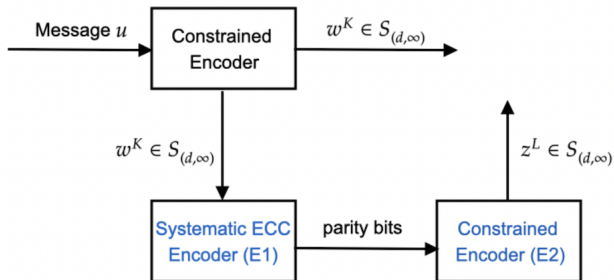 Message u
Constrained
Encoder
w^K ∈ S_(d,∞)
w^K ∈ S_(d,∞)
z^L ∈ S_(d,∞)
Systematic ECC
Encoder (E1)
parity bits
Constrained
Encoder (E2)